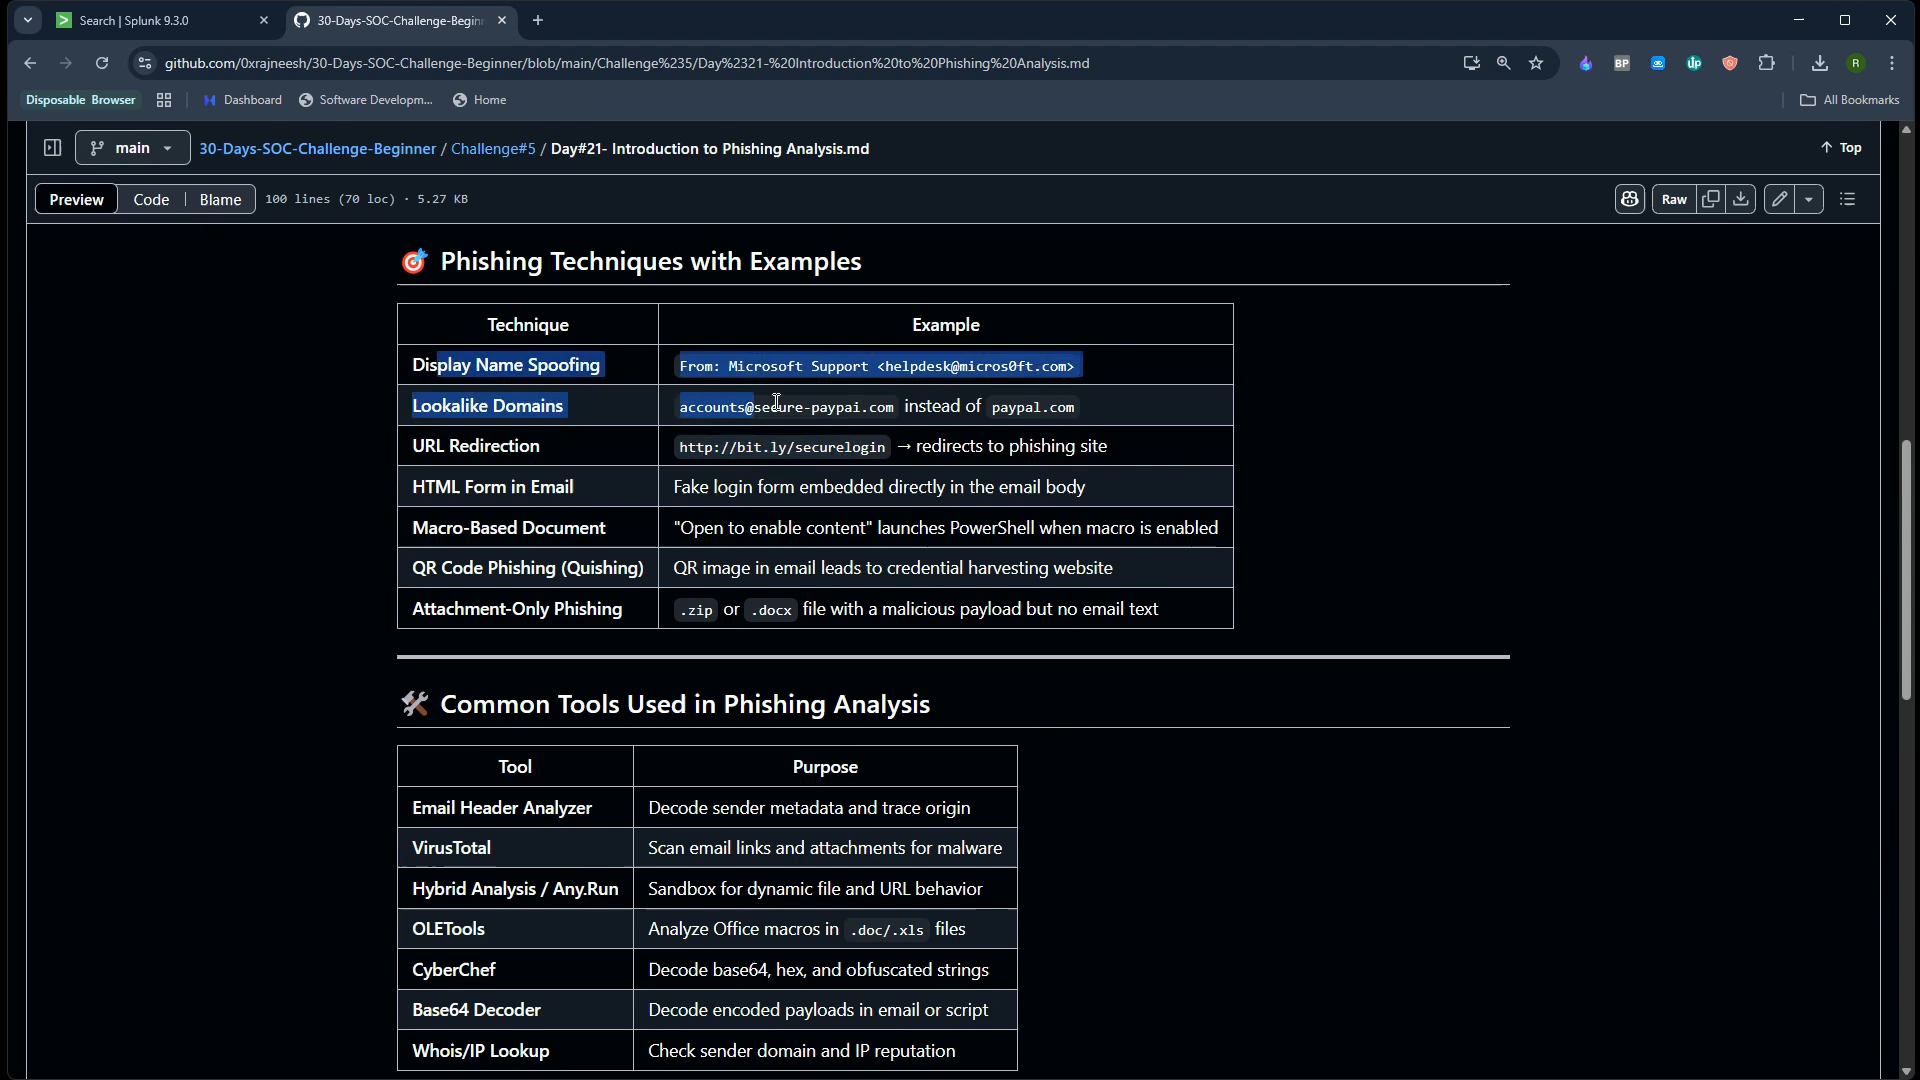 Search | Splunk 9.3.0
30-Days-SOC-Challenge-Begin
github.com/0xrajneesh/30-Days-SOC-Challenge-Beginner/blob/main/Challenge%235/Day%2321-%20Introduction%20to%20Phishing%20Analysis.md
BP
up
R
Disposable Browser
Dashboard
Software Developm...
Home
All Bookmarks
main
30-Days-SOC-Challenge-Beginner / Challenge#5 / Day#21- Introduction to Phishing Analysis.md
Top
Preview
Code
Blame
100 lines (70 loc) · 5.27 KB
Raw
Phishing Techniques with Examples
Technique Example
Display Name Spoofing From: Microsoft Support <helpdesk@micros0ft.com>
Lookalike Domains accounts@secure-paypai.com instead of paypal.com
URL Redirection http://bit.ly/securelogin → redirects to phishing site
HTML Form in Email Fake login form embedded directly in the email body
Macro-Based Document "Open to enable content" launches PowerShell when macro is enabled
QR Code Phishing (Quishing) QR image in email leads to credential harvesting website
Attachment-Only Phishing .zip or .docx file with a malicious payload but no email text
Common Tools Used in Phishing Analysis
Tool Purpose
Email Header Analyzer Decode sender metadata and trace origin
VirusTotal Scan email links and attachments for malware
Hybrid Analysis / Any.Run Sandbox for dynamic file and URL behavior
OLETools Analyze Office macros in .doc/.xls files
CyberChef Decode base64, hex, and obfuscated strings
Base64 Decoder Decode encoded payloads in email or script
Whois/IP Lookup Check sender domain and IP reputation